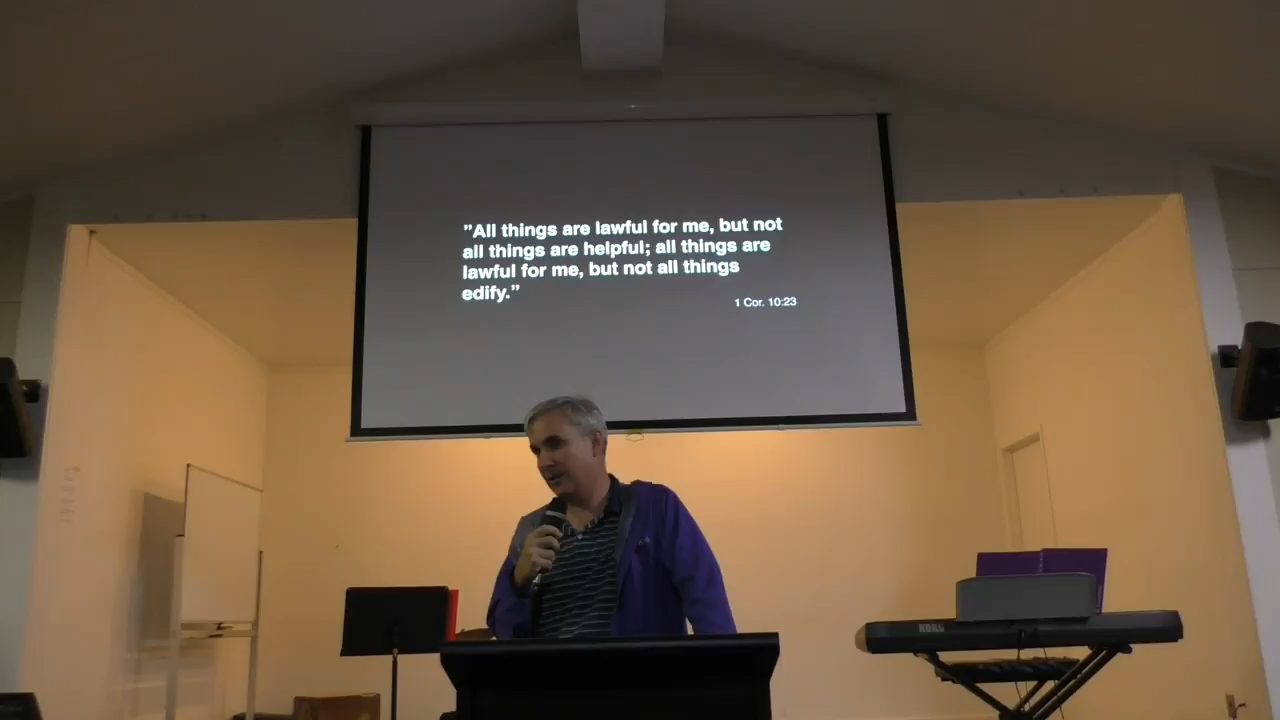 ”All things are lawful for me, but not
all things are helpful; all things are
lawful for me, but not all things
edify.”
1 Cor. 10:23
KORG